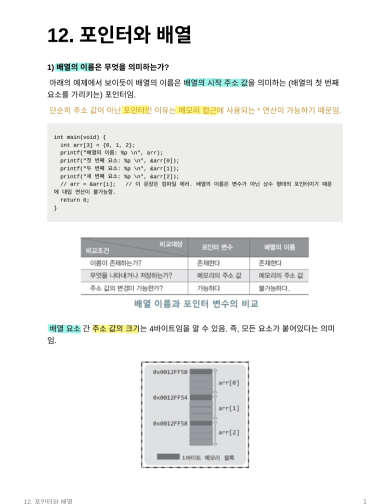 12. 포인터와 배열
1) 배열의 이름은 무엇을 의미하는가?
아래의 예제에서 보이듯이 배열의 이름은 배열의 시작 주소 값을 의미하는 (배열의 첫 번째
요소를 가리키는) 포인터임.
단순히 주소 값이 아닌 포인터인 이유는 메모리 접근에 사용되는 * 연산이 가능하기 때문임.
int main(void) {
int arr[3] = {0, 1, 2};
printf("배열의 이름: %p \n", arr);
printf("첫 번째 요소: %p \n", &arr[0]);
printf("두 번째 요소: %p \n", &arr[1]);
printf("세 번째 요소: %p \n", &arr[2]);
// arr = &arr[i]; // 이 문장은 컴파일 에러. 배열의 이름은 변수가 아닌 상수 형태의 포인터이기 때문
에 대입 연산이 불가능함.
return 0;
}
비교대상
비교조건 포인터 변수 배열의 이름
이름이 존재하는가? 존재한다 존재한다
무엇을 나타내거나 저장하는가? 메모리의 주소 값 메모리의 주소 값
주소 값의 변경이 가능한가? 가능하다 불가능하다.
배열 이름과 포인터 변수의 비교
배열 요소 간 주소 값의 크기는 4바이트임을 알 수 있음. 즉, 모든 요소가 붙어있다는 의미
임.
0x0012FF50
arr[0]
0x0012FF54
arr[1]
0x0012FF58
arr[2]
1바이트 메모리 블록
12. 포인터와 배열 1